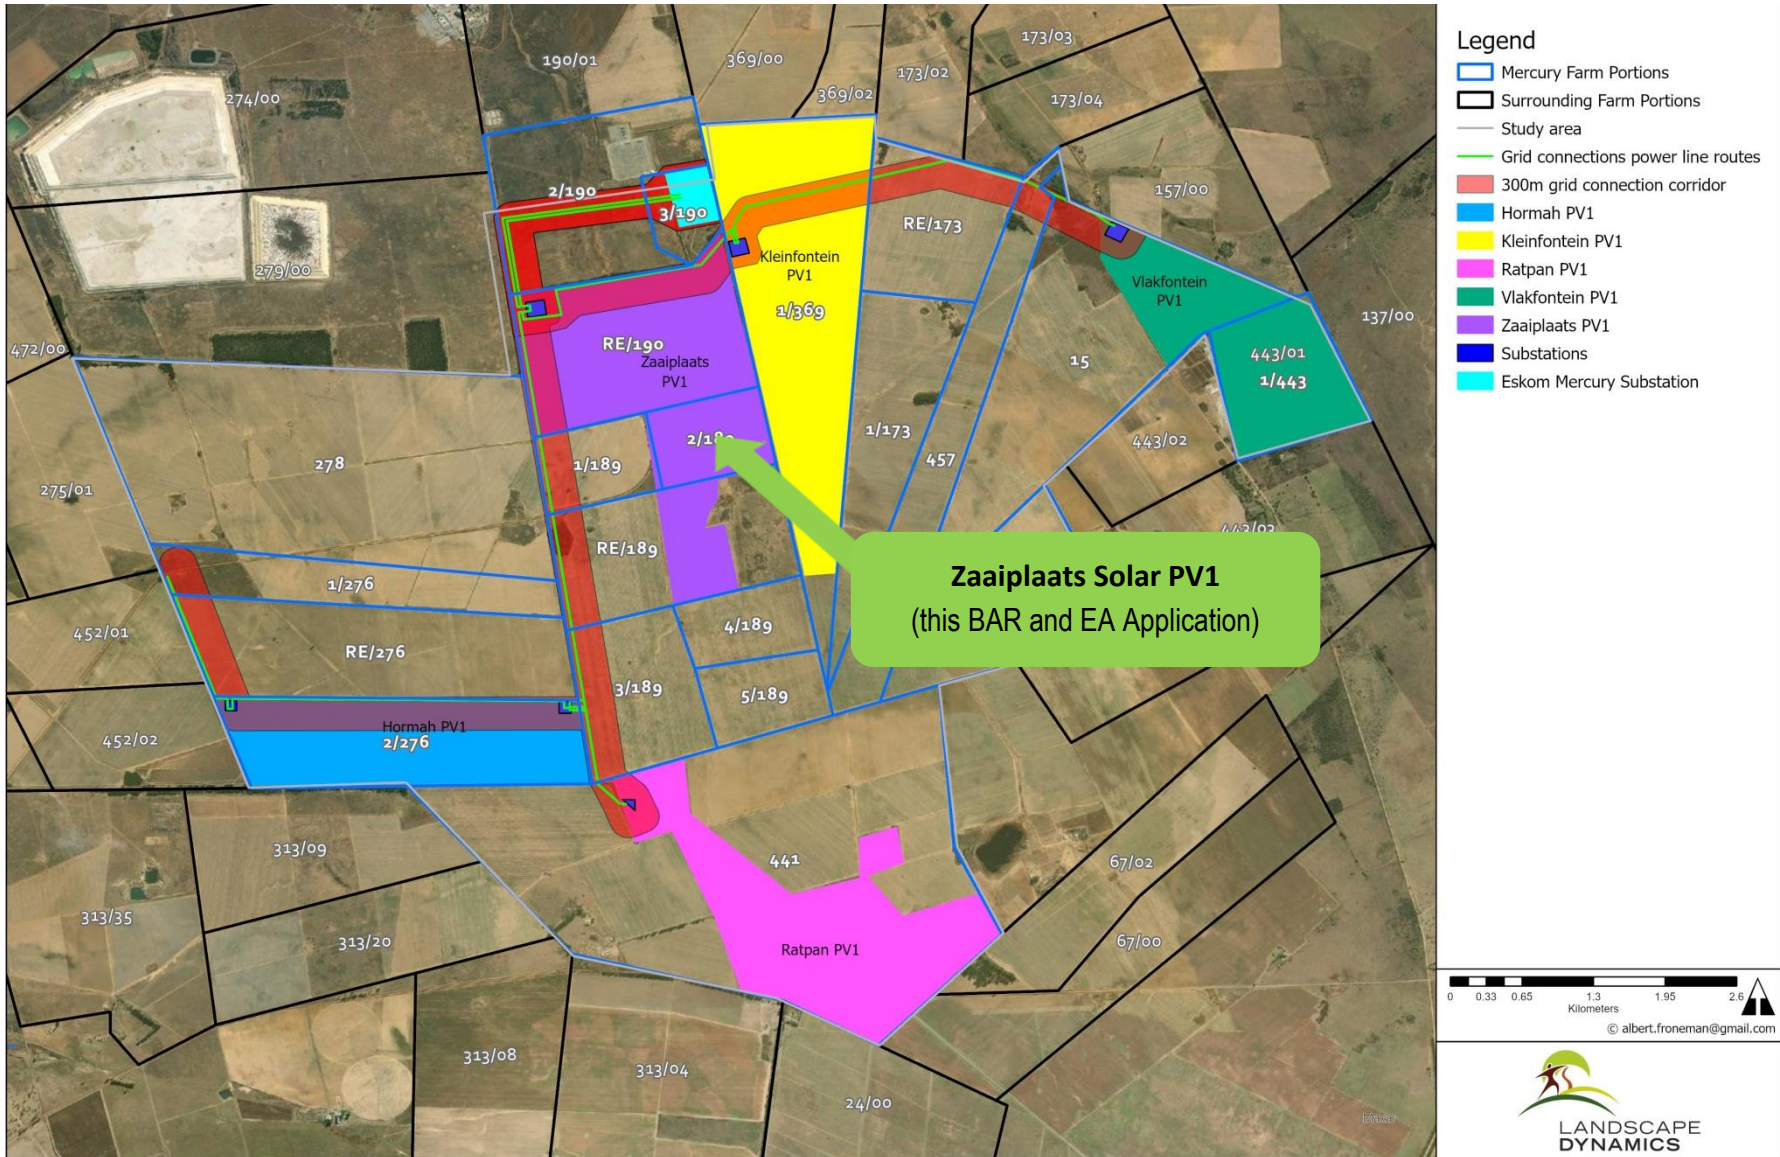 190/01
369/00
173/03
173/02
369/02
173/04
274/00
2/190
157/00
3/190
RE/173
Kleinfontein
PV1
279/00
Vlakfontein
PV1
1/369
137/00
RE/190
Zaaiplaats
PV1
472/00
15
443/01
1/443
1/173
2/189
443/02
278
1/189
457
275/01
443/03
RE/189
1/276
Zaaiplaats Solar PV1
(this BAR and EA Application)
452/01
4/189
RE/276
3/189
5/189
Hormah PV1
2/276
452/02
313/09
441
67/02
313/35
313/20
Ratpan PV1
67/00
313/08
313/04
24/00
Maxar
Legend
Mercury Farm Portions
Surrounding Farm Portions
Study area
Grid connections power line routes
300m grid connection corridor
Hormah PV1
Kleinfontein PV1
Ratpan PV1
Vlakfontein PV1
Zaaiplaats PV1
Substations
Eskom Mercury Substation
0 0.33 0.65 1.3 1.95 2.6
Kilometers
© albert.froneman@gmail.com
LANDSCAPE
DYNAMICS